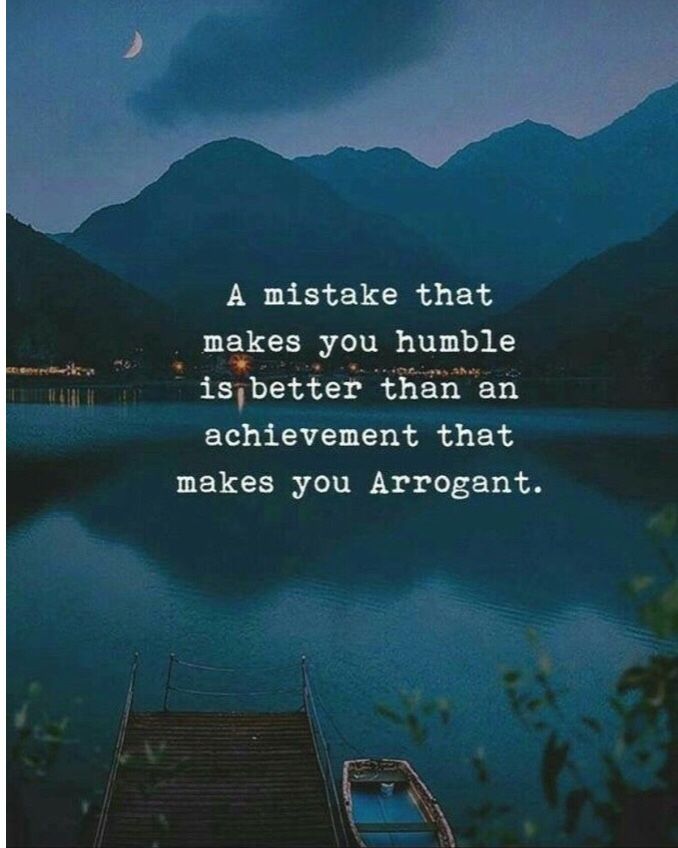 A mistake that
makes you humble
is better than an
achievement that
makes you Arrogant.